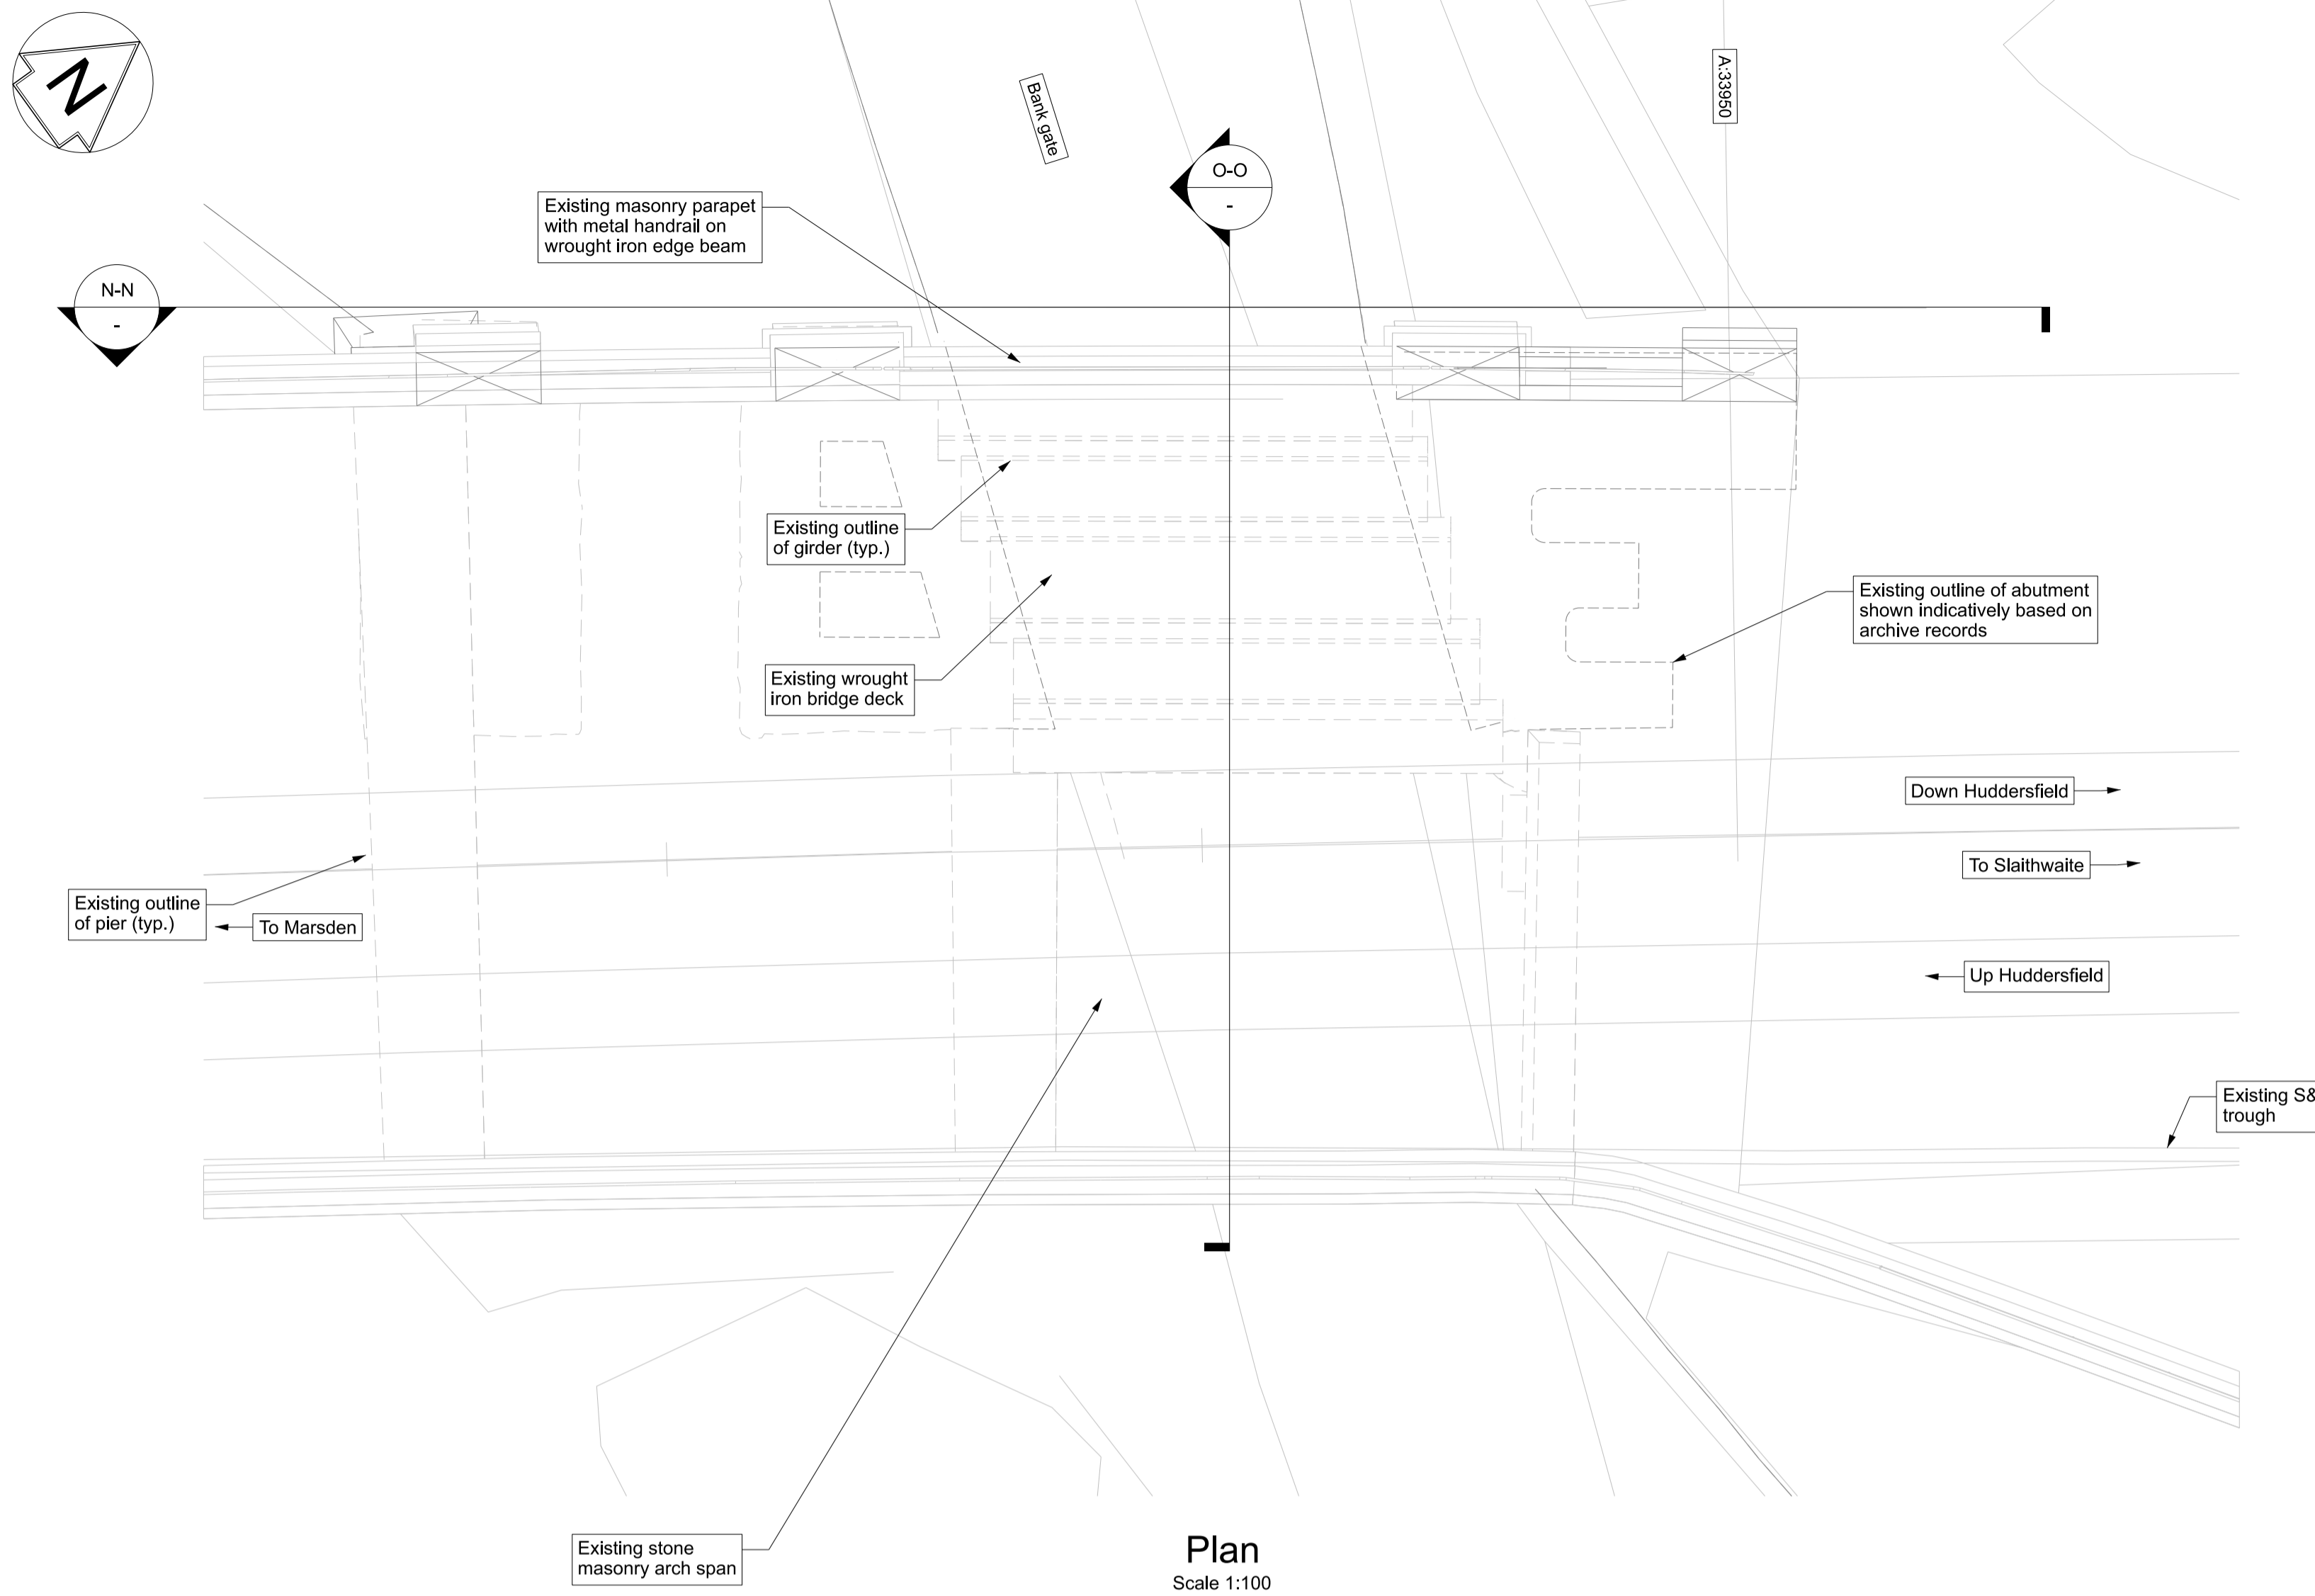 N
Bank gate
A:33950
O-O
-
Existing masonry parapet
with metal handrail on
wrought iron edge beam
N-N
-
Existing outline
of girder (typ.)
Existing outline of abutment
shown indicatively based on
archive records
Existing wrought
iron bridge deck
Down Huddersfield
To Slaithwaite
Existing outline
of pier (typ.)
To Marsden
Up Huddersfield
Existing S&
trough
Existing stone
masonry arch span
Plan
Scale 1:100